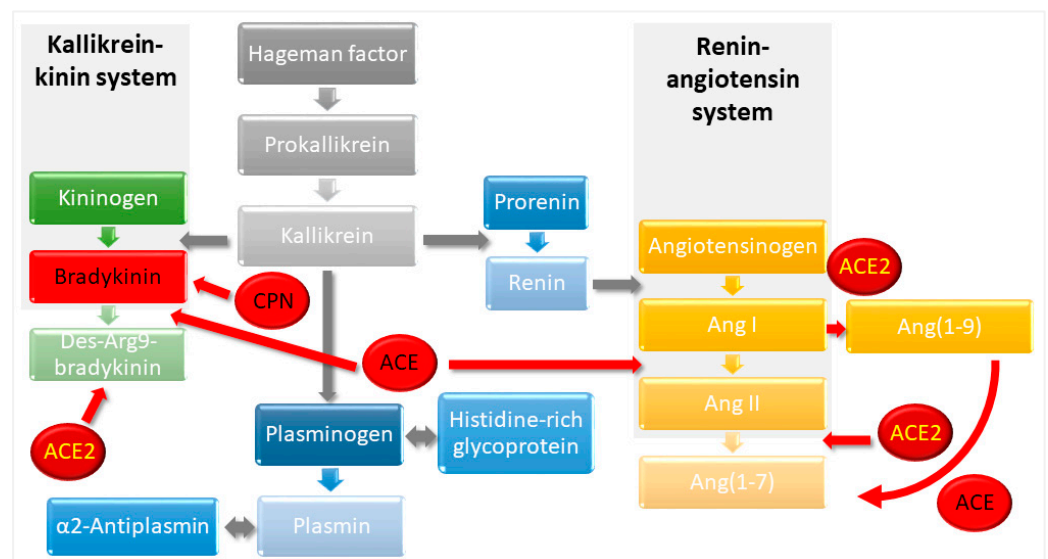 Kallikrein-
kinin system
Hageman factor
Renin-
angiotensin
system
Prokallikrein
Kininogen
Prorenin
Kallikrein
Angiotensinogen
ACE2
Bradykinin
CPN
Renin
Ang I
Ang(1-9)
Des-Arg9-
bradykinin
ACE
Ang II
Plasminogen
Histidine-rich
glycoprotein
ACE2
ACE2
Ang(1-7)
ACE
α2-Antiplasmin
Plasmin